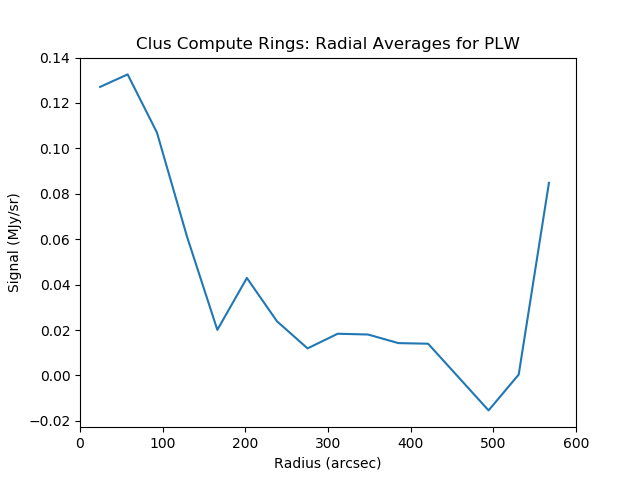 Clus Compute Rings: Radial Averages for PLW
0.14
0.12
0.10
0.08
0.06
0.04
0.02
0.00
−0.02
Signal (MJy/sr)
0 100 200 300 400 500 600
Radius (arcsec)